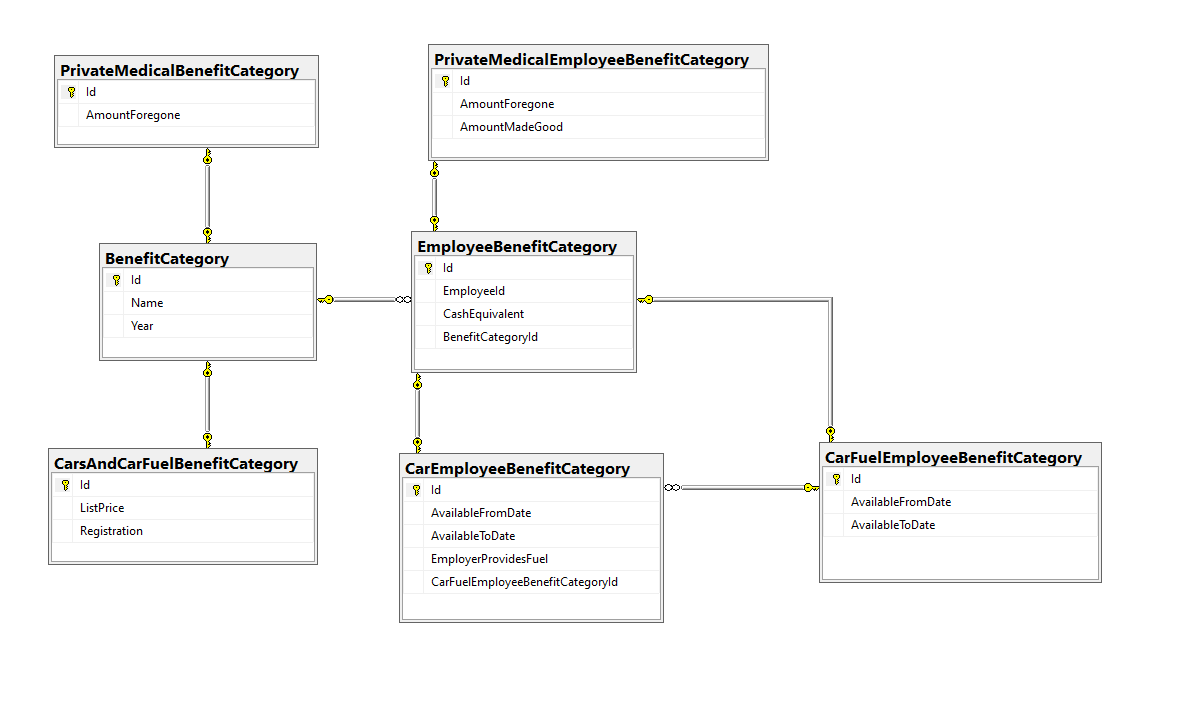 PrivateMedicalBenefitCategory
Id
AmountForegone
PrivateMedicalEmployeeBenefitCategory
Id
AmountForegone
AmountMadeGood
BenefitCategory
Id
Name
Year
EmployeeBenefitCategory
Id
EmployeeId
CashEquivalent
BenefitCategoryId
CarsAndCarFuelBenefitCategory
Id
ListPrice
Registration
CarEmployeeBenefitCategory
Id
AvailableFromDate
AvailableToDate
EmployerProvidesFuel
CarFuelEmployeeBenefitCategoryId
CarFuelEmployeeBenefitCategory
Id
AvailableFromDate
AvailableToDate